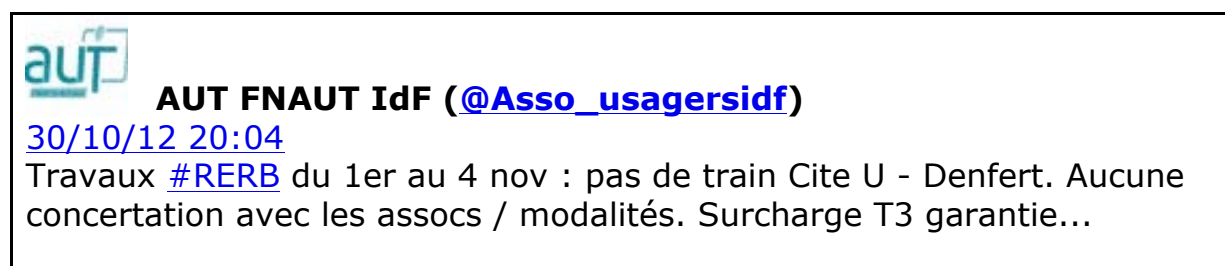 aut
AUT FNAUT IdF (@Asso_usagersidf)
30/10/12 20:04
Travaux #RERB du 1er au 4 nov : pas de train Cite U - Denfert. Aucune
concertation avec les assocs / modalités. Surcharge T3 garantie...